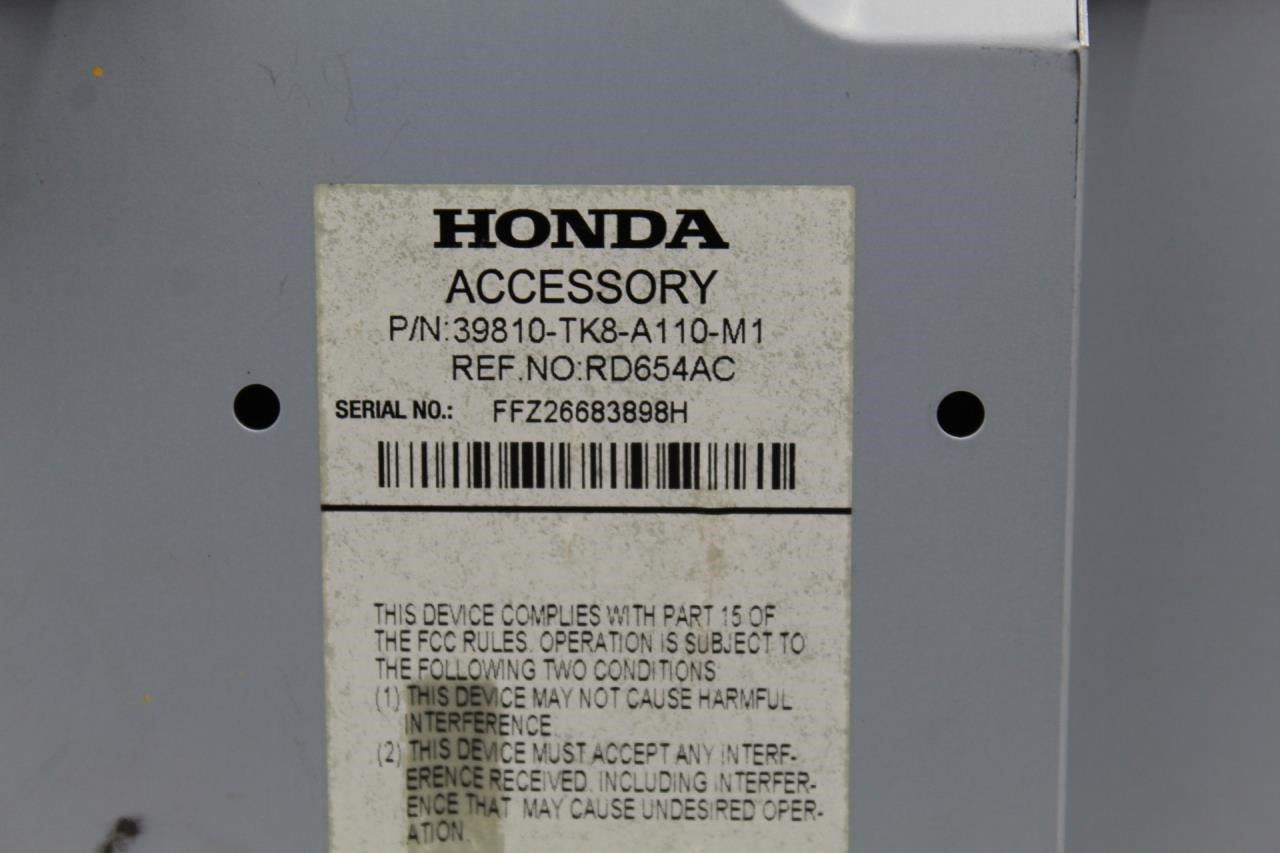 HONDA
ACCESSORY
P/N:39810-TK8-A110-M1
REF.NO:RD654AC
SERIAL NO.: FFZ26683898H
THIS DEVICE COMPLIES WITH PART 15 OF
THE FCC RULES. OPERATION IS SUBJECT TO
THE FOLLOWING TWO CONDITIONS:
(1) THIS DEVICE MAY NOT CAUSE HARMFUL
INTERFERENCE.
(2) THIS DEVICE MUST ACCEPT ANY INTERF-
ERENCE RECEIVED, INCLUDING INTERFER-
ENCE THAT MAY CAUSE UNDESIRED OPER-
ATION.